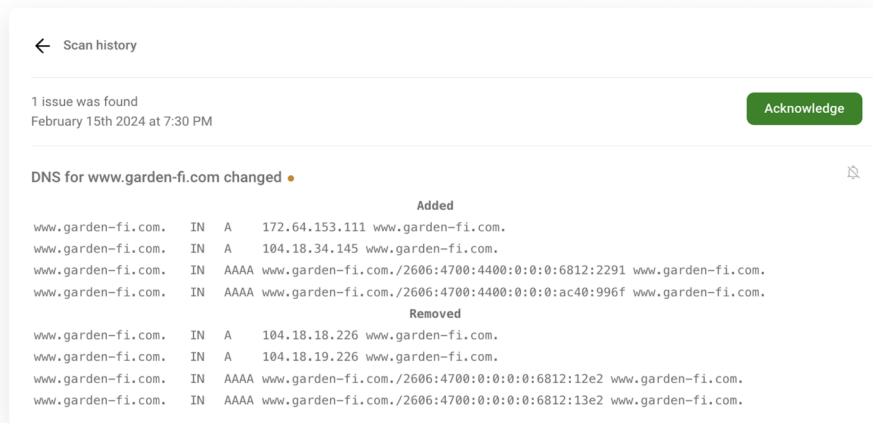 Scan history
1 issue was found
February 15th 2024 at 7:30 PM
Acknowledge
DNS for www.garden-fi.com changed
Added
www.garden-fi.com. IN A 172.64.153.111 www.garden-fi.com.
www.garden-fi.com. IN A 104.18.34.145 www.garden-fi.com.
www.garden-fi.com. IN AAAA www.garden-fi.com./2606:4700:4400:0:0:0:6812:2291 www.garden-fi.com.
www.garden-fi.com. IN AAAA www.garden-fi.com./2606:4700:4400:0:0:0:ac40:996f www.garden-fi.com.
Removed
www.garden-fi.com. IN A 104.18.18.226 www.garden-fi.com.
www.garden-fi.com. IN A 104.18.19.226 www.garden-fi.com.
www.garden-fi.com. IN AAAA www.garden-fi.com./2606:4700:0:0:0:0:6812:12e2 www.garden-fi.com.
www.garden-fi.com. IN AAAA www.garden-fi.com./2606:4700:0:0:0:0:6812:13e2 www.garden-fi.com.